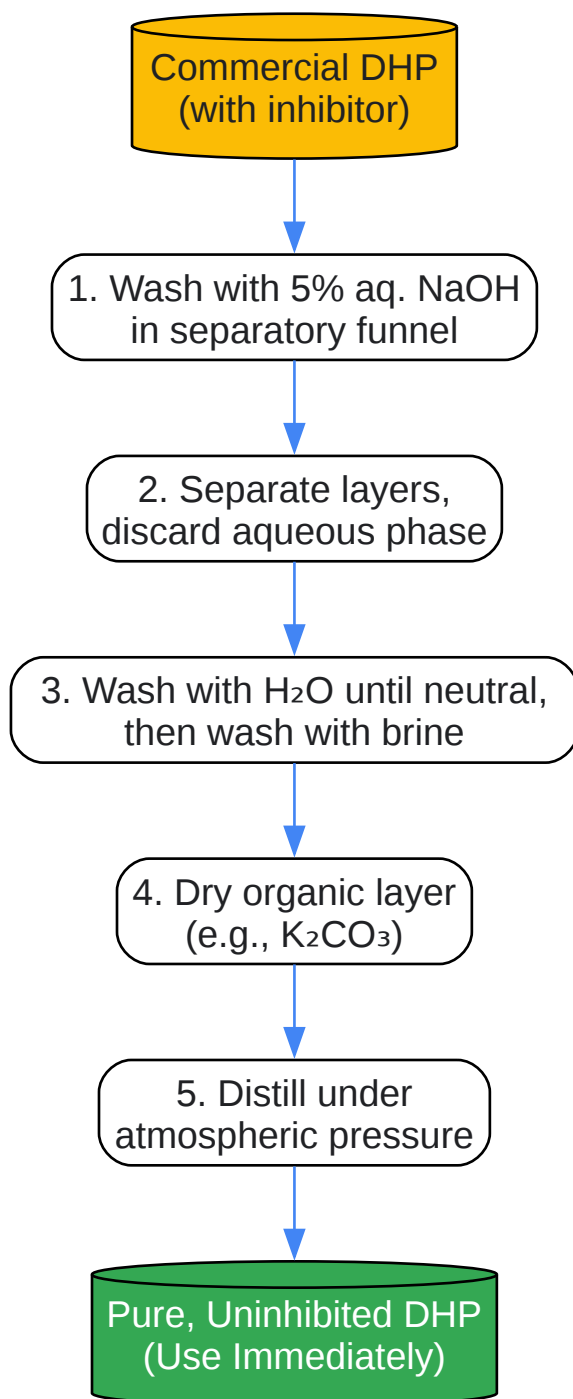 Commercial DHP
(with inhibitor)
1. Wash with 5% aq. NaOH
in separatory funnel
2. Separate layers,
discard aqueous phase
3. Wash with H₂O until neutral,
then wash with brine
4. Dry organic layer
(e.g., K₂CO₃)
5. Distill under
atmospheric pressure
Pure, Uninhibited DHP
(Use Immediately)